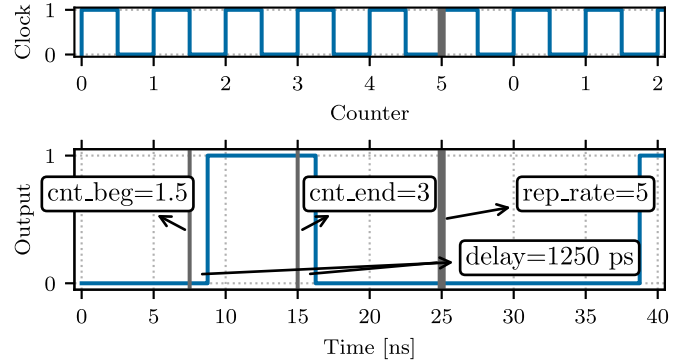 Clock
1
0
0 1 2 3 4 5 0 1 2
Counter
Output
1
0
cnt_beg=1.5
cnt_end=3
rep_rate=5
delay=1250 ps
0 5 10 15 20 25 30 35 40
Time [ns]